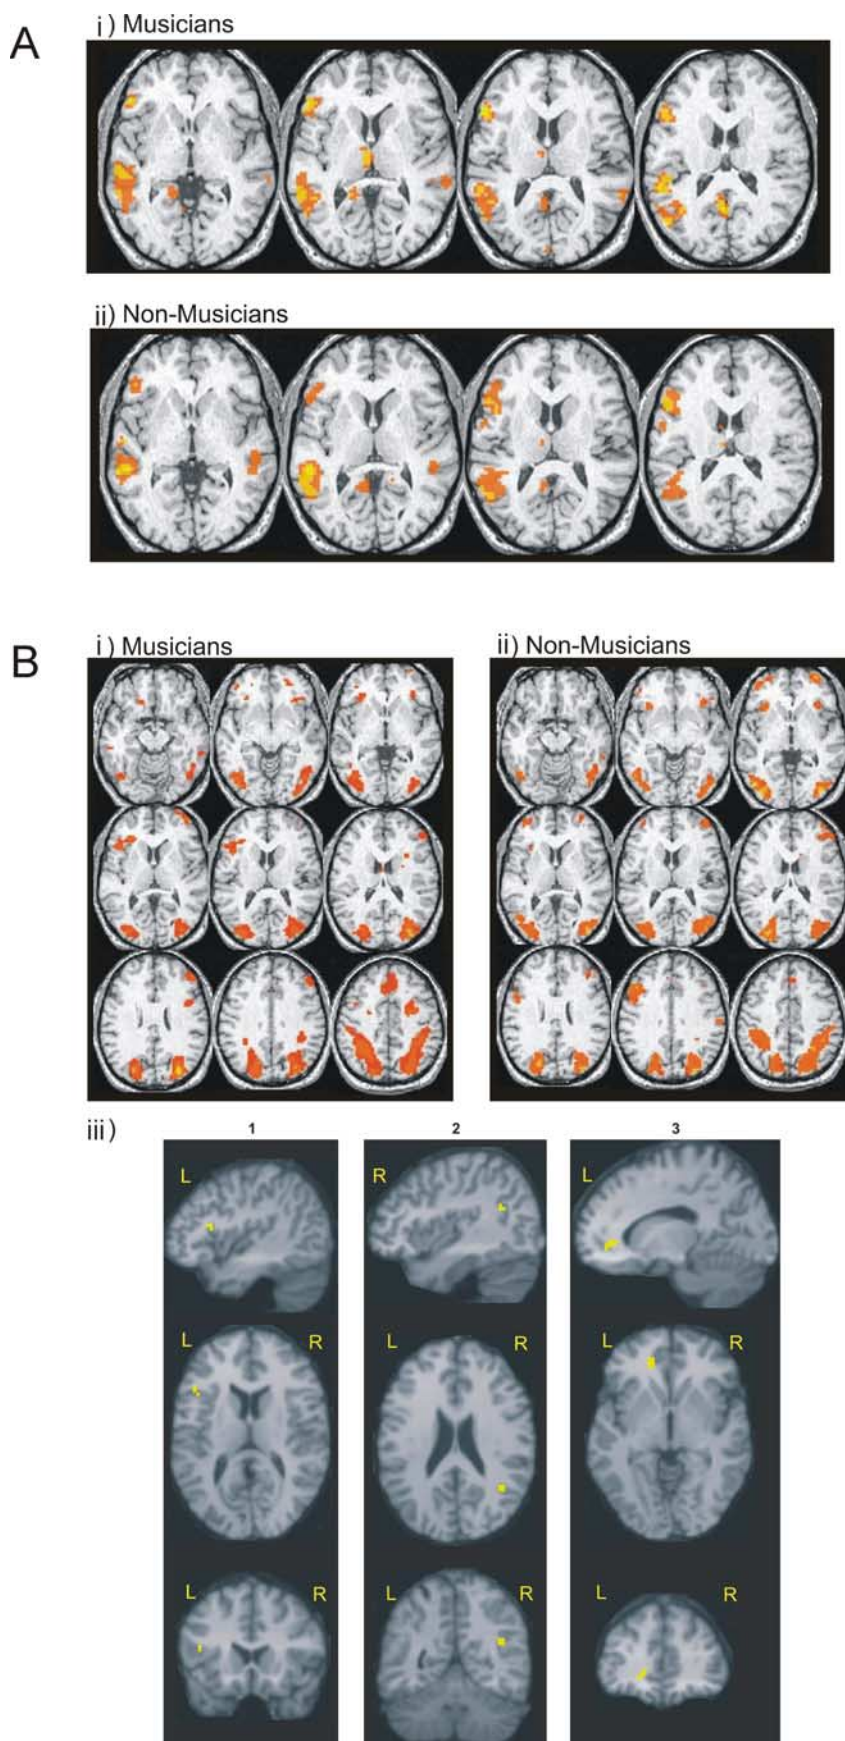 A
i) Musicians
ii) Non-Musicians
B
i) Musicians
ii) Non-Musicians
iii)
1 2 3
L R L
L R L R L R
L R L R L R